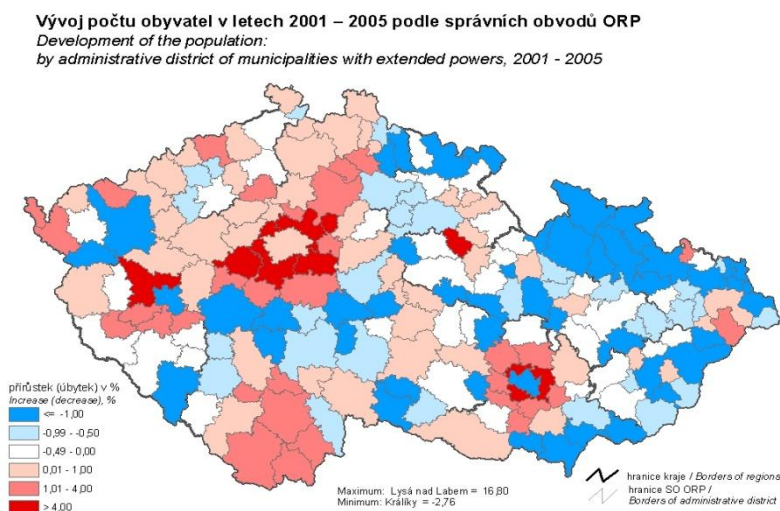 Vývoj počtu obyvatel v letech 2001 – 2005 podle správních obvodů ORP
Development of the population:
by administrative district of municipalities with extended powers, 2001 - 2005
přírůstek (úbytek) v %
Increase (decrease), %
<= -1,00
-0,99 - -0,50
-0,49 - 0,00
0,01 - 1,00
1,01 - 4,00
> 4,00
Maximum: Lysá nad Labem = 16,80
Minimum: Králíky = -2,76
hranice kraje / Borders of regions
hranice SO ORP /
Borders of administrative district